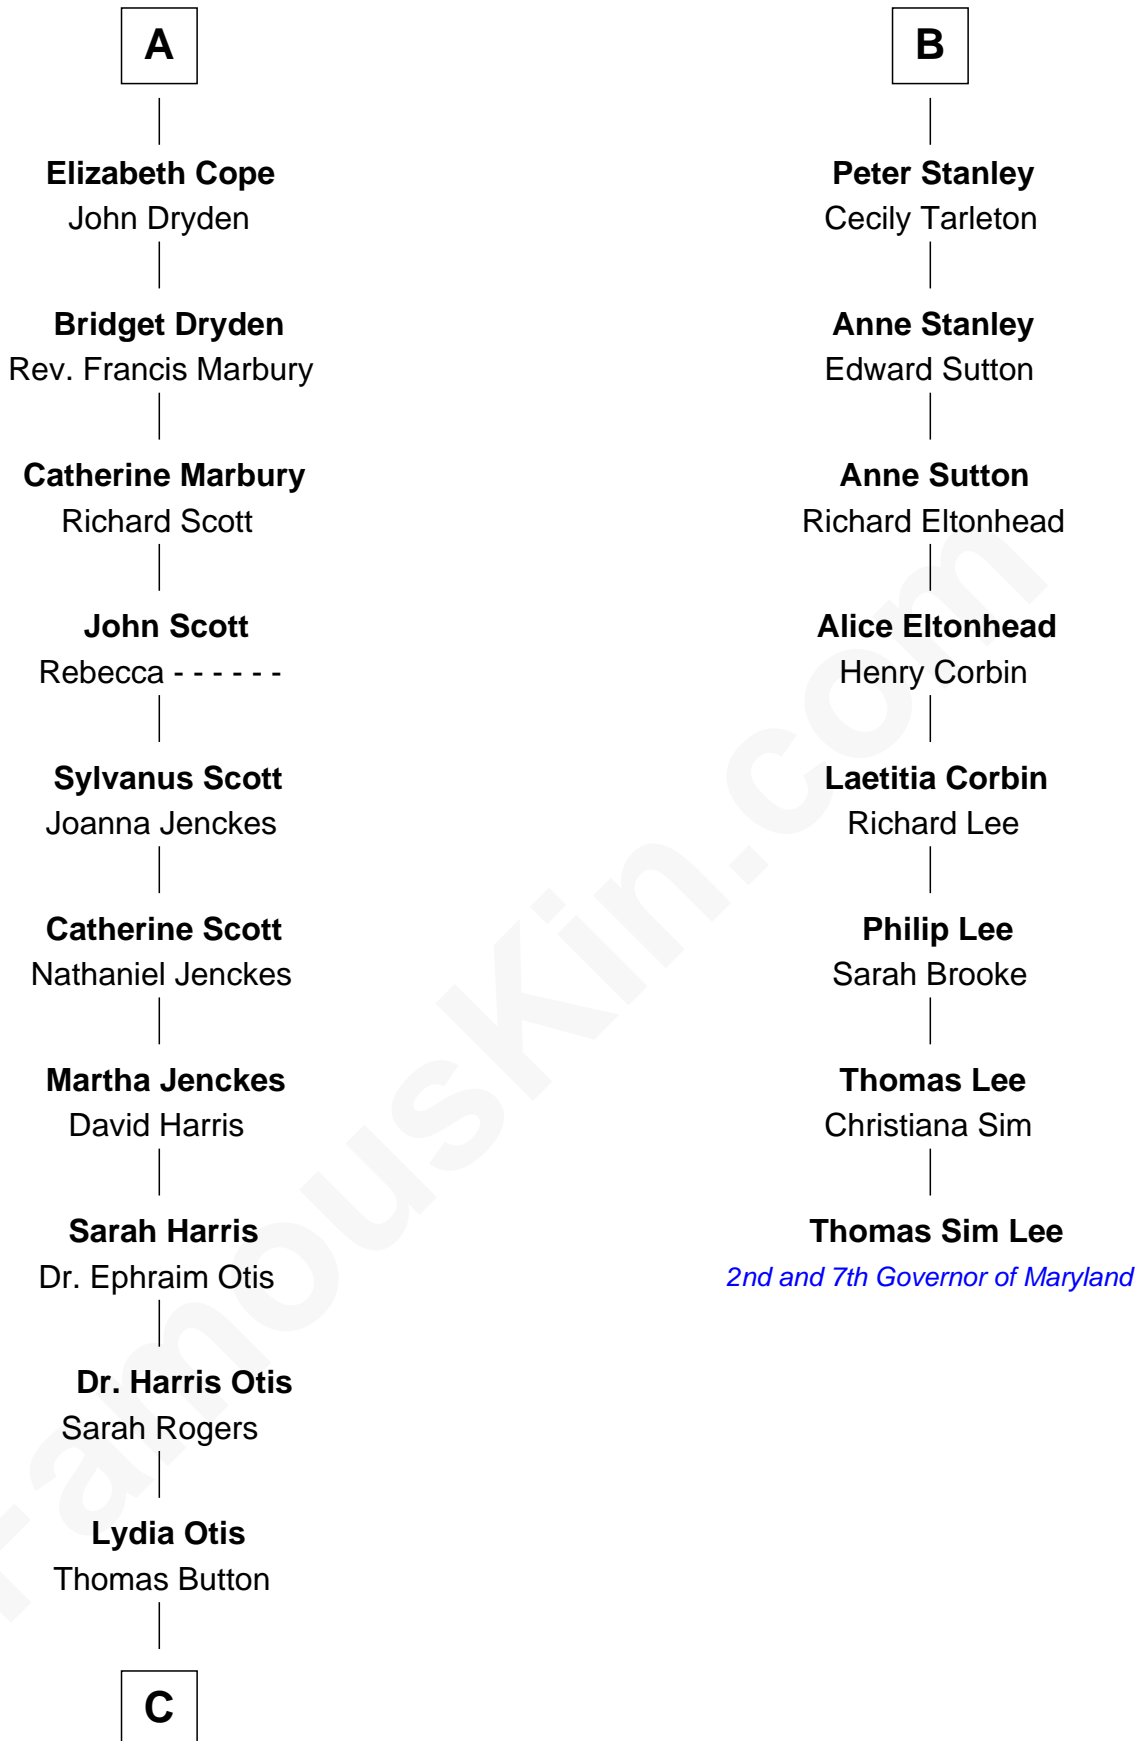 A
Elizabeth Cope
John Dryden
Bridget Dryden
Rev. Francis Marbury
Catherine Marbury
Richard Scott
John Scott
Rebecca - - - - - -
Sylvanus Scott
Joanna Jenckes
Catherine Scott
Nathaniel Jenckes
Martha Jenckes
David Harris
Sarah Harris
Dr. Ephraim Otis
Dr. Harris Otis
Sarah Rogers
Lydia Otis
Thomas Button
C
B
Peter Stanley
Cecily Tarleton
Anne Stanley
Edward Sutton
Anne Sutton
Richard Eltonhead
Alice Eltonhead
Henry Corbin
Laetitia Corbin
Richard Lee
Philip Lee
Sarah Brooke
Thomas Lee
Christiana Sim
Thomas Sim Lee
2nd and 7th Governor of Maryland
FamousKin.com